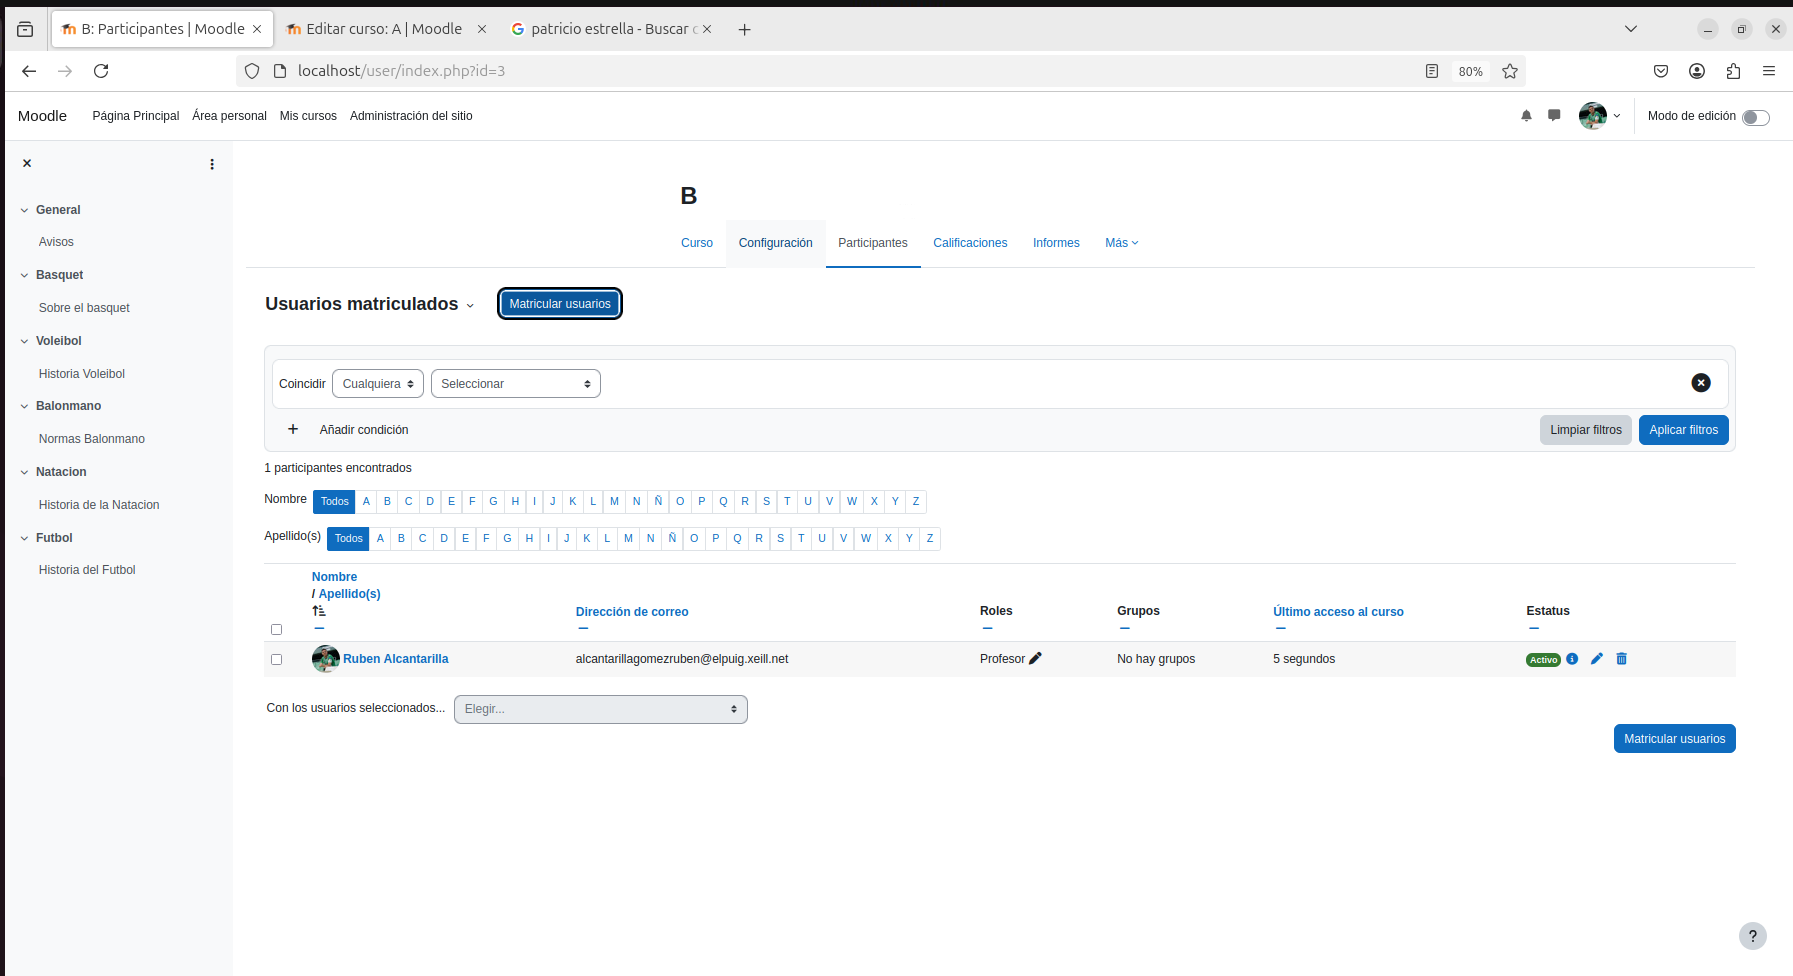 B: Participantes | Moodle
Editar curso: A | Moodle
patricio estrella - Buscar
localhost/user/index.php?id=3
80%
Moodle
Página Principal
Área personal
Mis cursos
Administración del sitio
Modo de edición
General
Avisos
Basquet
Sobre el basquet
Voleibol
Historia Voleibol
Balonmano
Normas Balonmano
Natacion
Historia de la Natacion
Futbol
Historia del Futbol
B
Curso
Configuración
Participantes
Calificaciones
Informes
Más
Usuarios matriculados
Matricular usuarios
Coincidir
Cualquiera
Seleccionar
Añadir condición
Limpiar filtros
Aplicar filtros
1 participantes encontrados
Nombre Todos A B C D E F G H I J K L M N Ñ O P Q R S T U V W X Y Z
Apellido(s) Todos A B C D E F G H I J K L M N Ñ O P Q R S T U V W X Y Z
Nombre
/ Apellido(s)
Dirección de correo
Roles
Grupos
Último acceso al curso
Estatus
Ruben Alcantarilla
alcantarillagomezruben@elpuig.xeill.net
Profesor
No hay grupos
5 segundos
Activo
Con los usuarios seleccionados...
Elegir...
Matricular usuarios
?